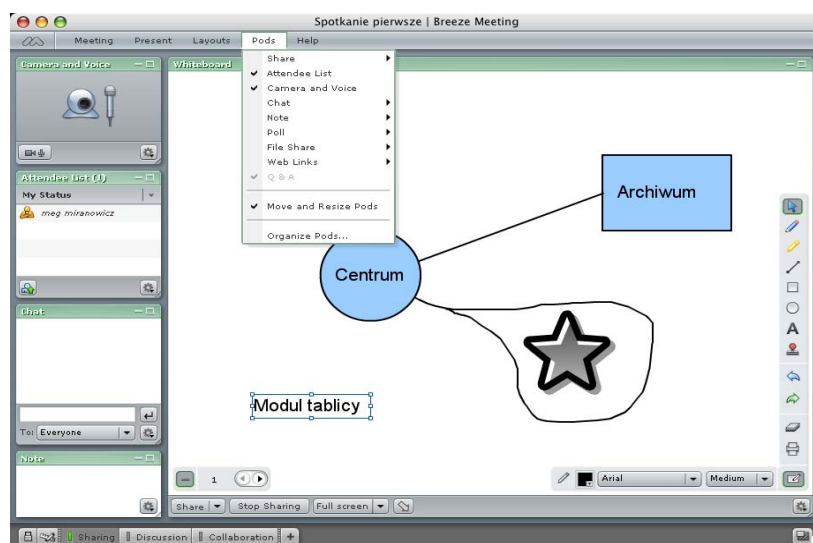 Spotkanie pierwsze | Breeze Meeting
Meeting Present Layouts Pods Help
Camera and Voice
Whiteboard
Share
Attendee List
Camera and Voice
Chat
Note
Poll
File Share
Web Links
Q & A
Move and Resize Pods
Organize Pods...
Attendee List (1)
My Status
meg miranowicz
Archiwum
Centrum
A
Chat
Modul tablicy
To: Everyone
Note
1
Arial Medium
Share Stop Sharing Full screen
Sharing Discussion Collaboration +